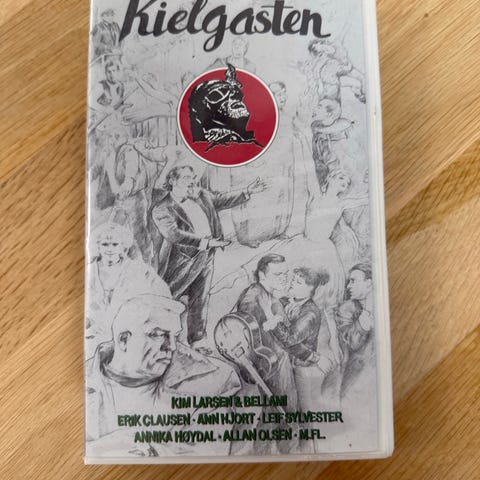 Kielgasten
KIM LARSEN & BELLAMI
ERIK CLAUSEN · ANN HJORT · LEIF SYLVESTER
ANNIKA HØYDAL · ALLAN OLSEN · M.FL.